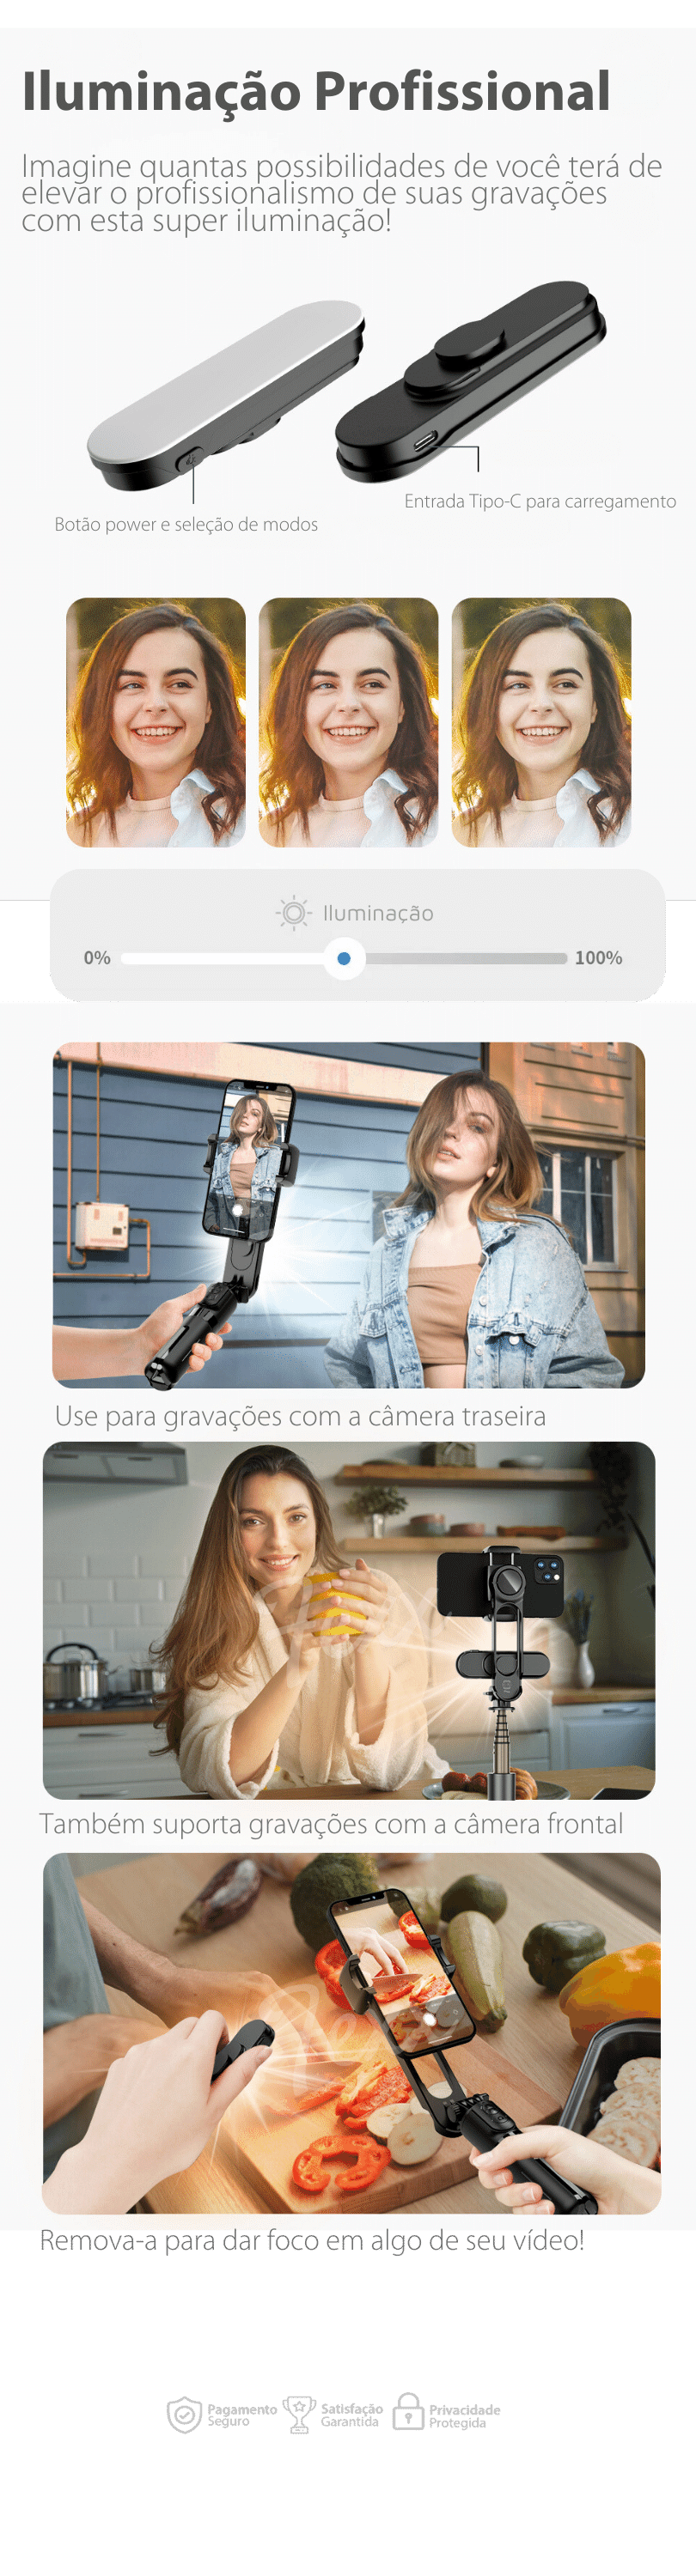 Iluminação Profissional
Imagine quantas possibilidades de você terá de
elevar o profissionalismo de suas gravações
com esta super iluminação!
Entrada Tipo-C para carregamento
Botão power e seleção de modos
Iluminação
0%
100%
Use para gravações com a câmera traseira
Também suporta gravações com a câmera frontal
Remova-a para dar foco em algo de seu vídeo!
Pagamento
Seguro
Satisfação
Garantida
Privacidade
Protegida